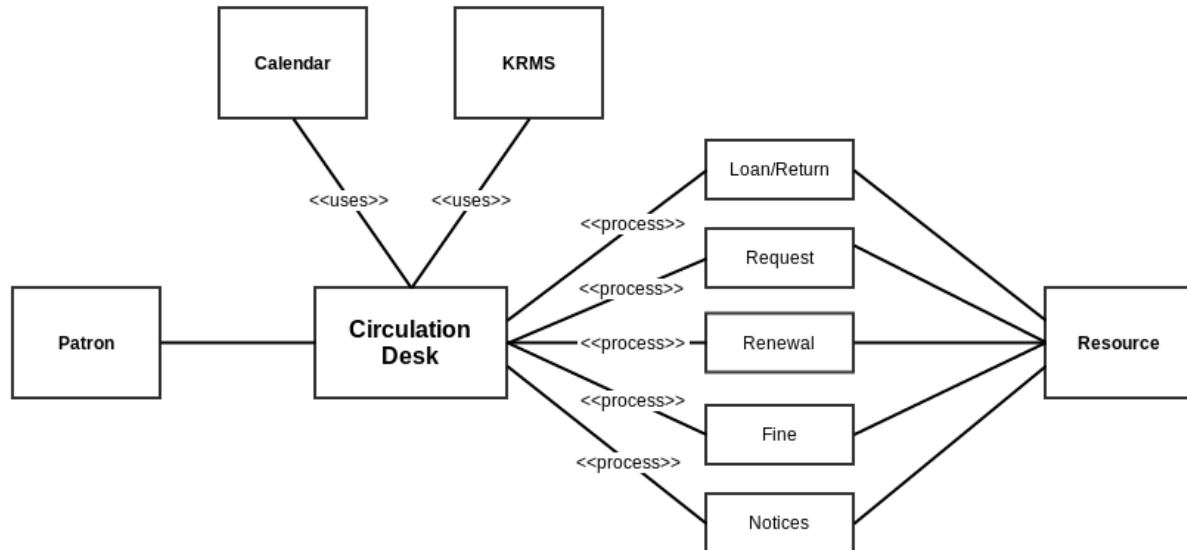 Calendar
KRMS
<<uses>>
<<uses>>
Patron
Circulation
Desk
<<process>>
<<process>>
<<process>>
<<process>>
<<process>>
Loan/Return
Request
Renewal
Fine
Notices
Resource